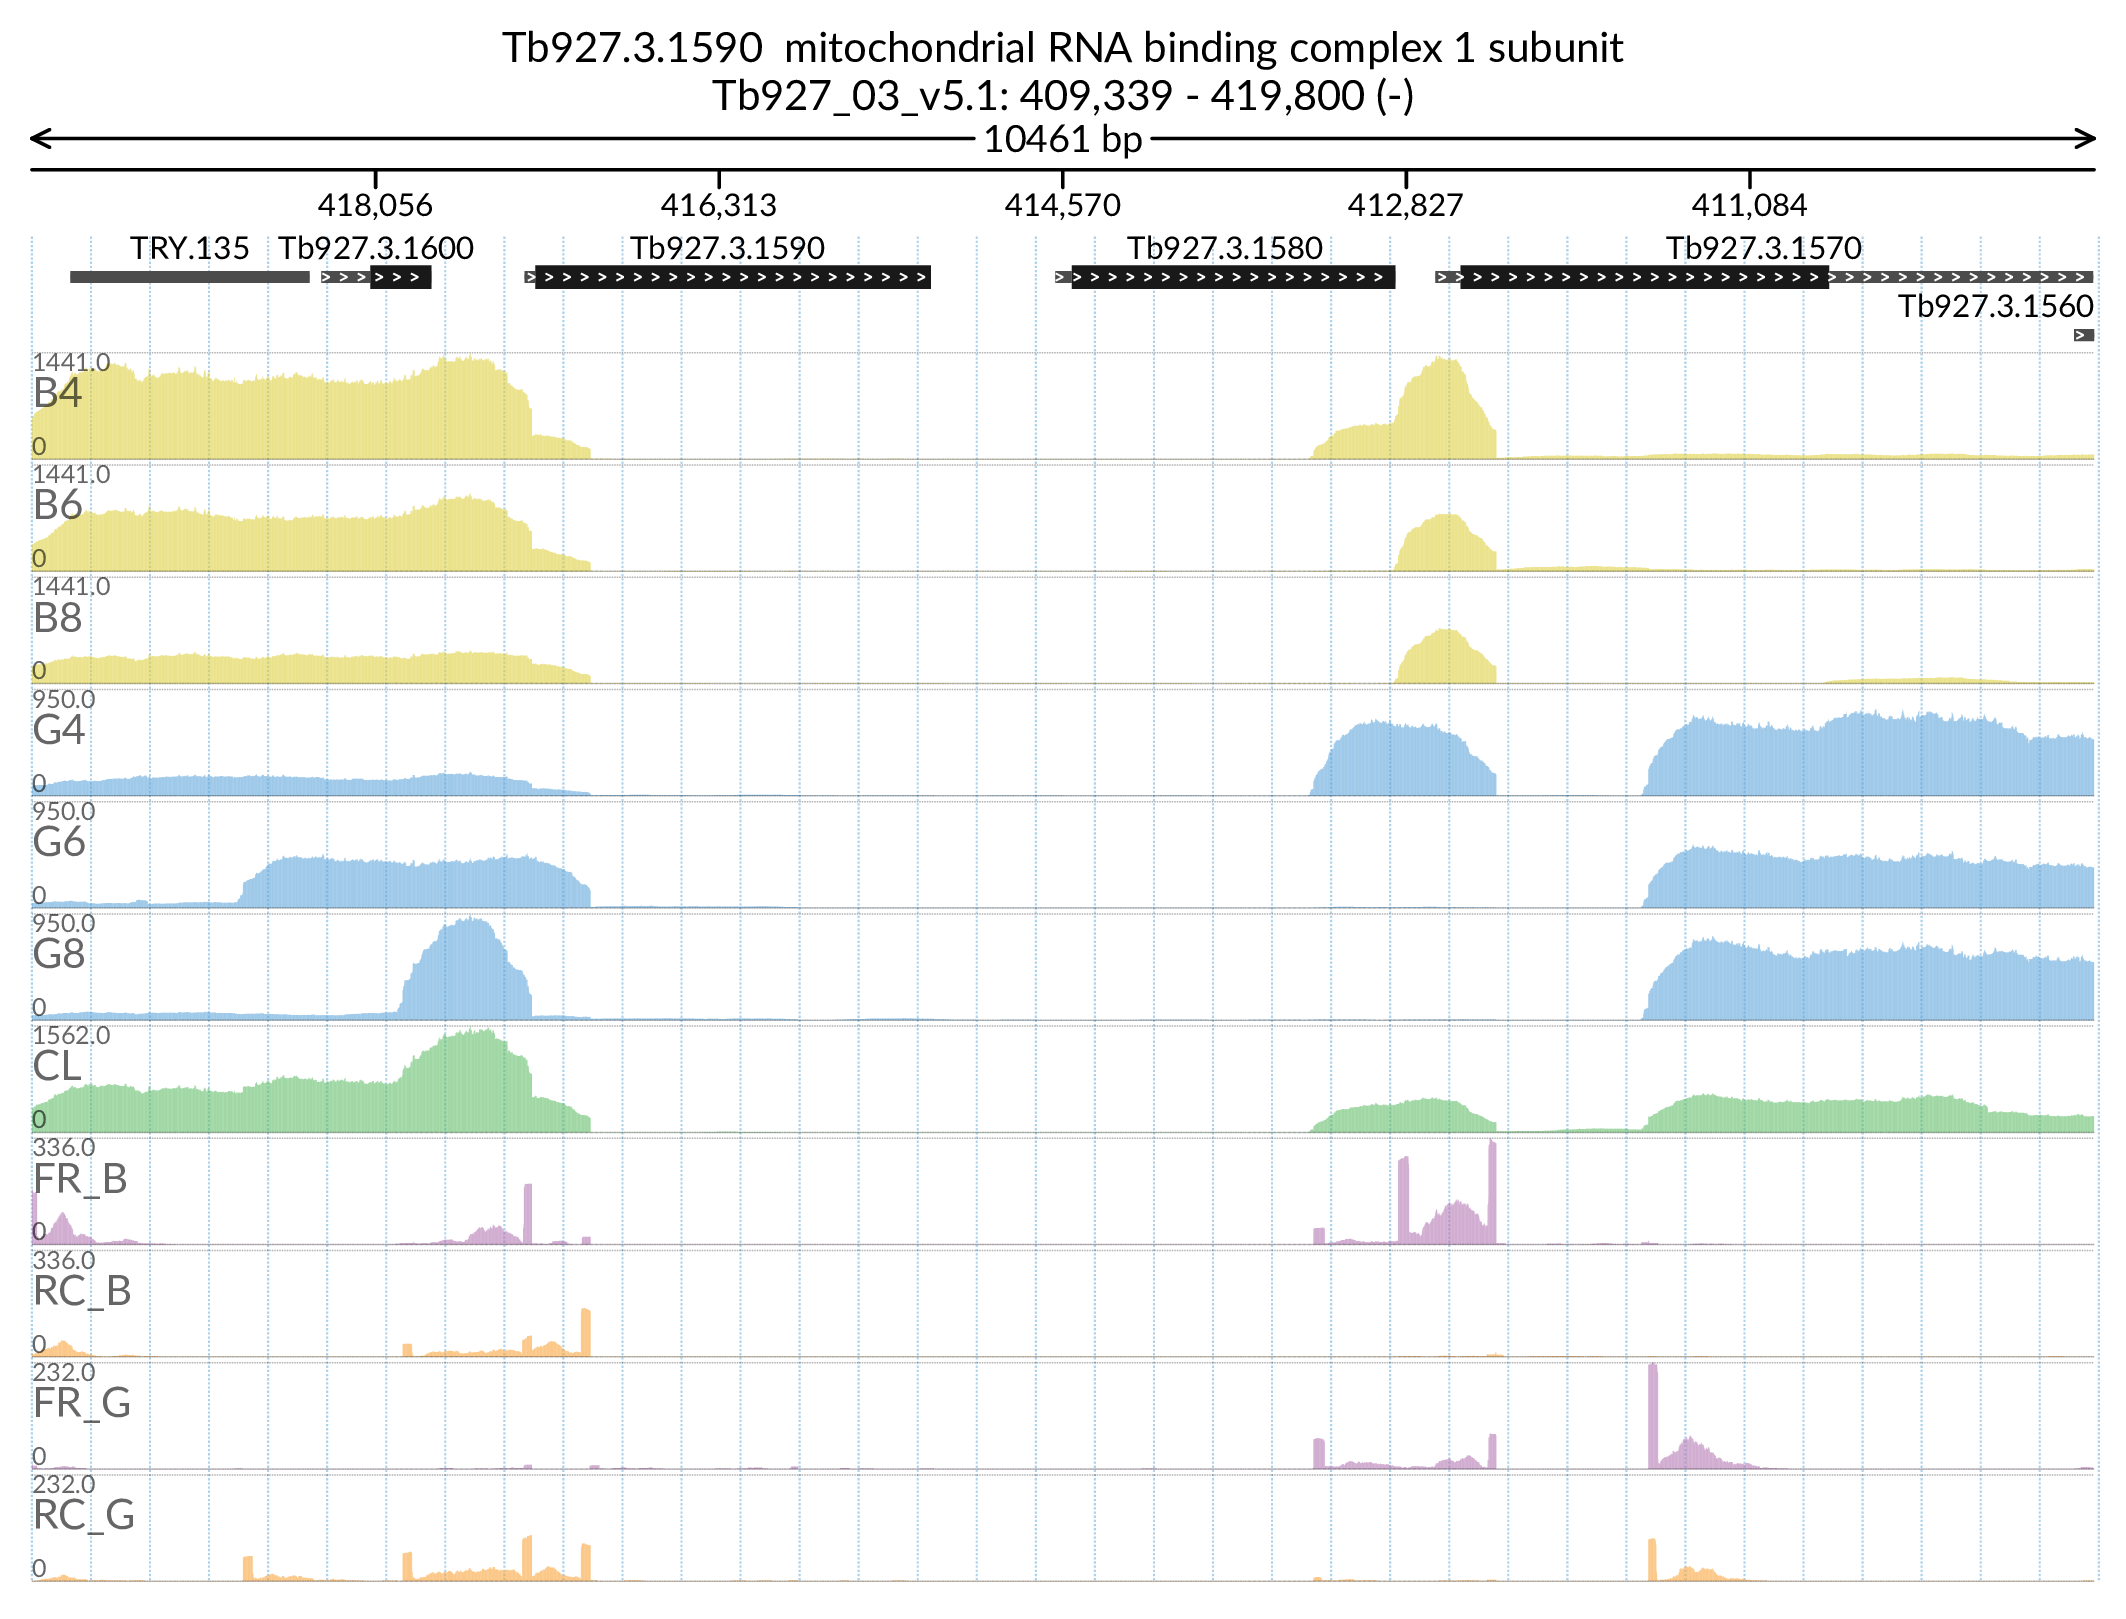 Tb927.3.1590  mitochondrial RNA binding complex 1 subunit
Tb927_03_v5.1: 409,339 - 419,800 (-)
10461 bp
418,056 416,313 414,570 412,827 411,084
TRY.135 Tb927.3.1600 Tb927.3.1590 Tb927.3.1580 Tb927.3.1570
Tb927.3.1560
1441.0
B4
0
1441.0
B6
0
1441.0
B8
0
950.0
G4
0
950.0
G6
0
950.0
G8
0
1562.0
CL
0
336.0
FR_B
0
336.0
RC_B
0
232.0
FR_G
0
232.0
RC_G
0